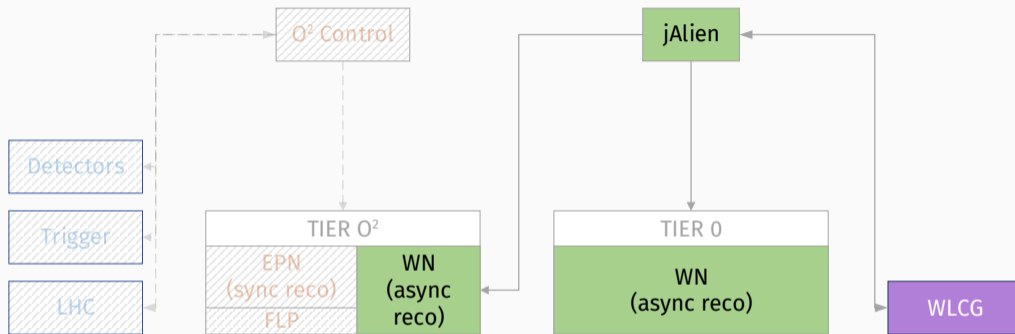 O² Control
jAlien
Detectors
Trigger
LHC
TIER O²
EPN
(sync reco)
FLP
WN
(async
reco)
TIER 0
WN
(async reco)
WLCG